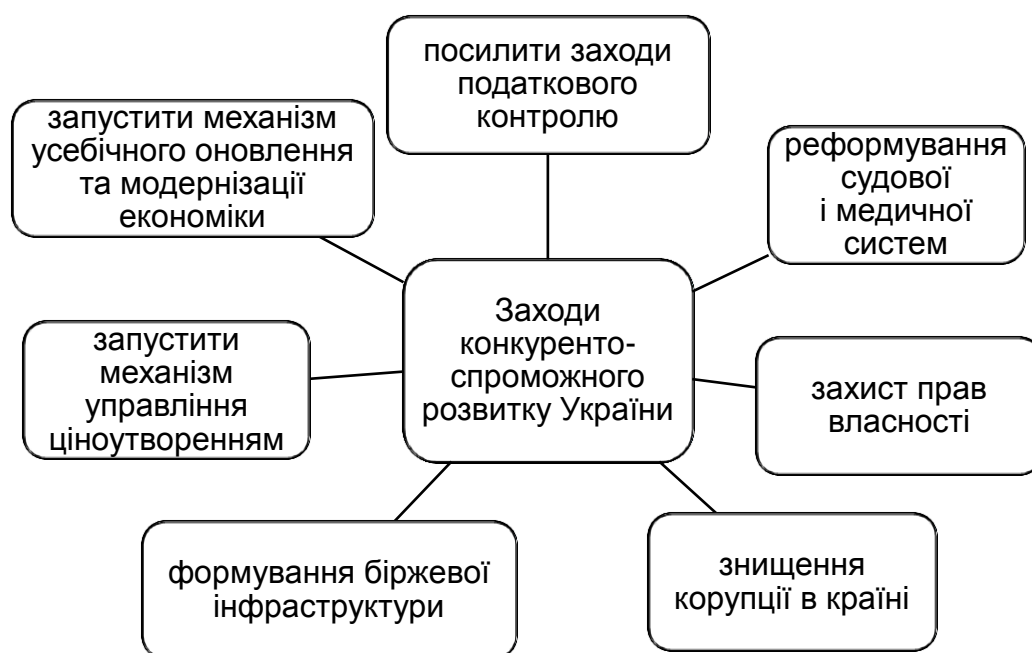 посилити заходи
податкового
контролю
запустити механізм
усебічного оновлення
та модернізації
економіки
реформування
судової
і медичної
систем
Заходи
конкуренто-
спроможного
розвитку України
запустити
механізм
управління
ціноутворенням
захист прав
власності
формування біржевої
інфраструктури
знищення
корупції в країні